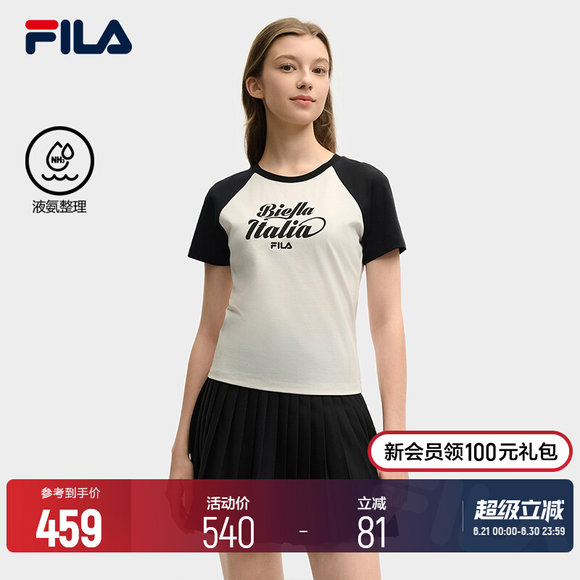 FILA
NH₃
液氨整理
Biella
Italia
FILA
新会员领100元礼包
参考到手价
459
活动价
540
-
立减
81
超级立减
6.21 00:00-6.30 23:59